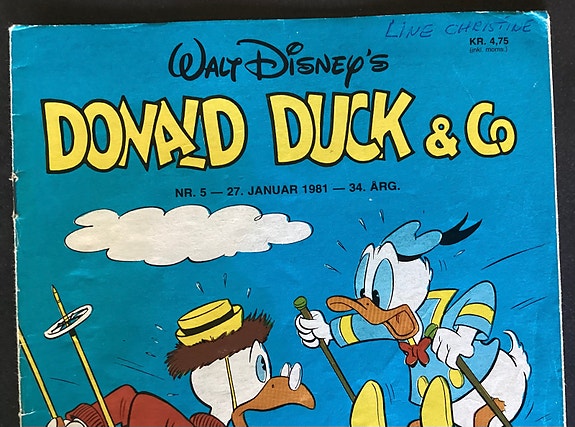 LINE CHRISTINE
KR. 4,75
(inkl. moms.)
WALT DISNEY'S
DONALD DUCK & Co
NR. 5 — 27. JANUAR 1981 — 34. ÅRG.